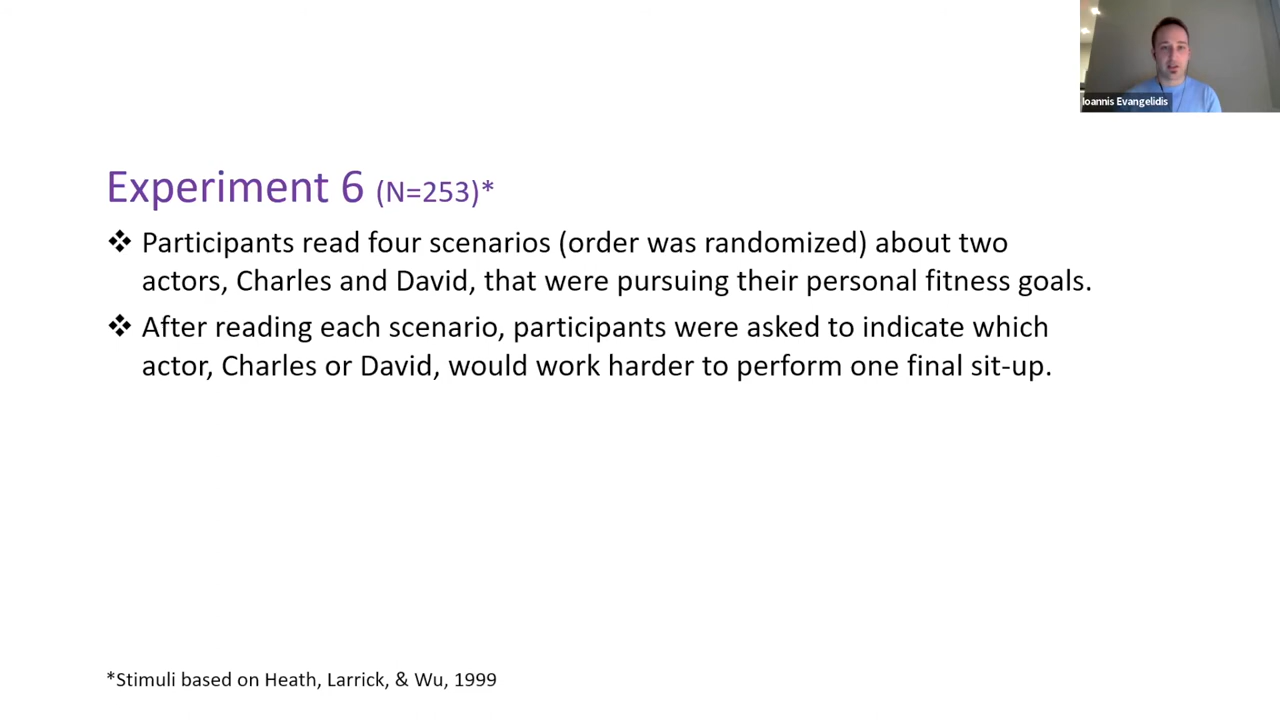 Ioannis Evangelidis
Experiment 6 (N=253)*
❖ Participants read four scenarios (order was randomized) about two
actors, Charles and David, that were pursuing their personal fitness goals.
❖ After reading each scenario, participants were asked to indicate which
actor, Charles or David, would work harder to perform one final sit-up.
*Stimuli based on Heath, Larrick, & Wu, 1999